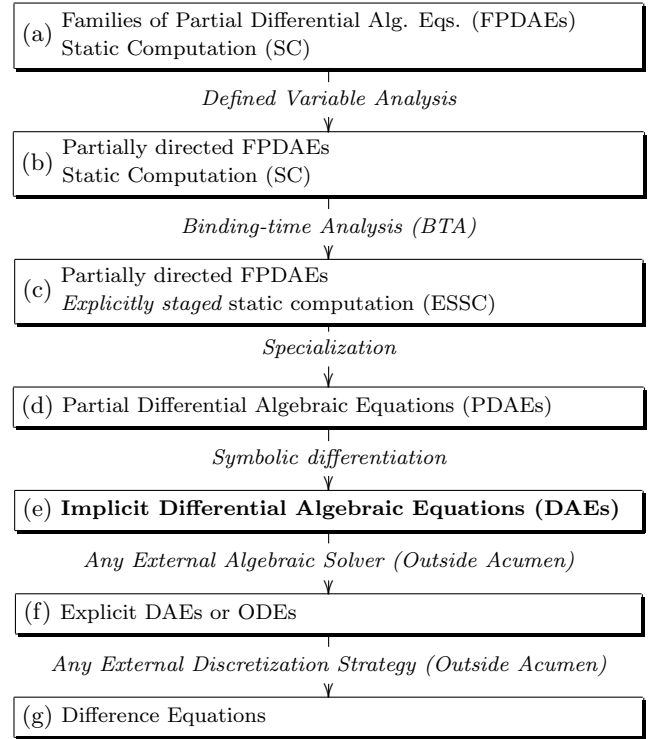 (a) Families of Partial Differential Alg. Eqs. (FPDAEs)
Static Computation (SC)
Defined Variable Analysis
(b) Partially directed FPDAEs
Static Computation (SC)
Binding-time Analysis (BTA)
(c) Partially directed FPDAEs
Explicitly staged static computation (ESSC)
Specialization
(d) Partial Differential Algebraic Equations (PDAEs)
Symbolic differentiation
(e) Implicit Differential Algebraic Equations (DAEs)
Any External Algebraic Solver (Outside Acumen)
(f) Explicit DAEs or ODEs
Any External Discretization Strategy (Outside Acumen)
(g) Difference Equations